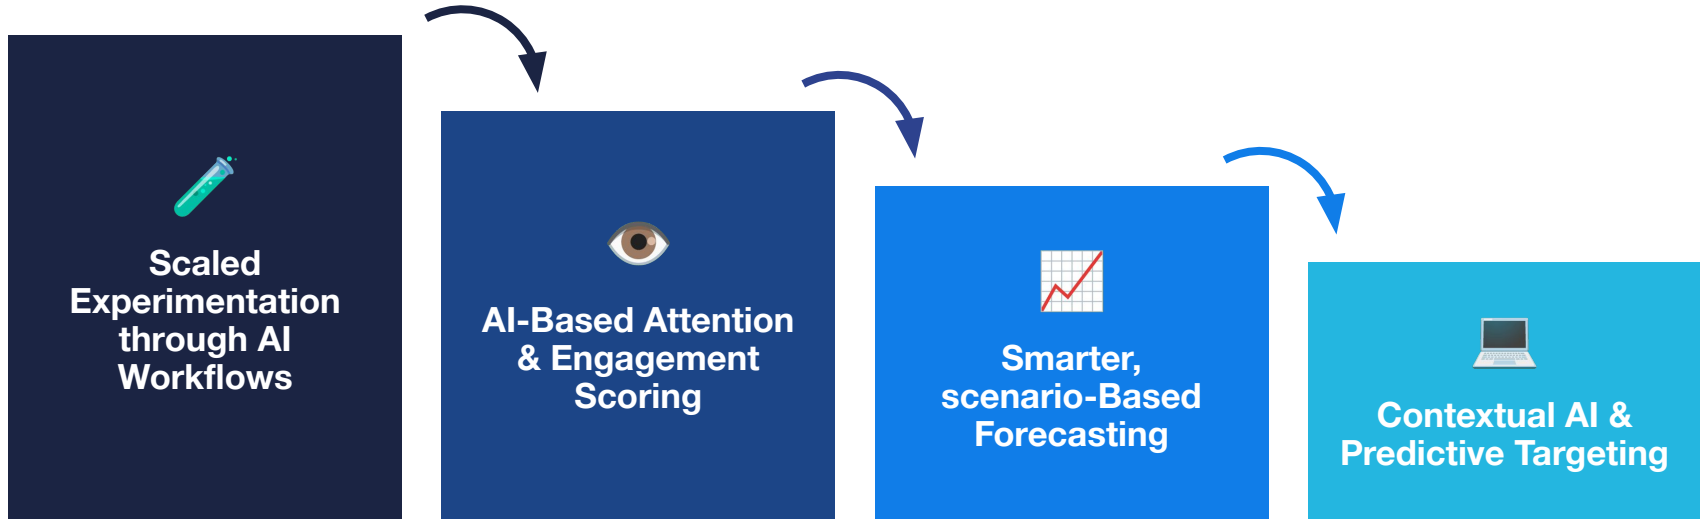 Scaled
Experimentation
through AI
Workflows
AI-Based Attention
& Engagement
Scoring
Smarter,
scenario-Based
Forecasting
Contextual AI &
Predictive Targeting